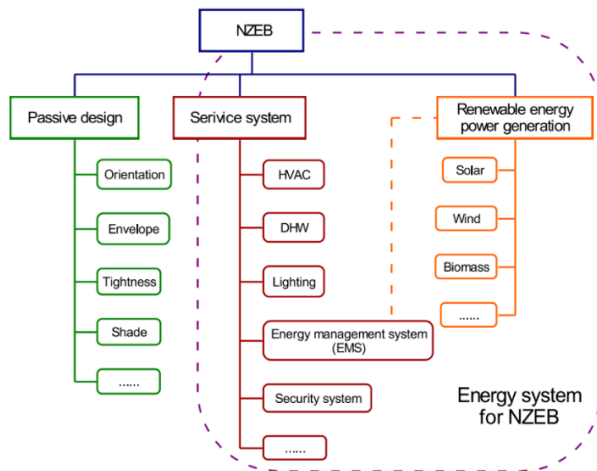 NZEB
Passive design
Serivice system
Renewable energy
power generation
Orientation
Envelope
Tightness
Shade
......
HVAC
DHW
Lighting
Energy management system
(EMS)
Security system
......
Solar
Wind
Biomass
......
Energy system
for NZEB